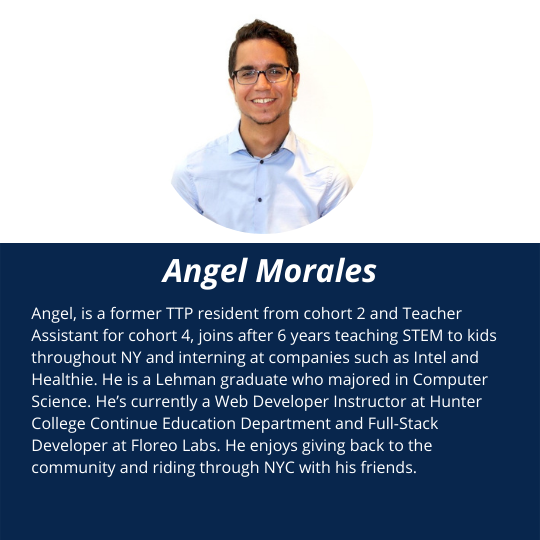 Angel Morales
Angel, is a former TTP resident from cohort 2 and Teacher
Assistant for cohort 4, joins after 6 years teaching STEM to kids
throughout NY and interning at companies such as Intel and
Healthie. He is a Lehman graduate who majored in Computer
Science. He’s currently a Web Developer Instructor at Hunter
College Continue Education Department and Full-Stack
Developer at Floreo Labs. He enjoys giving back to the
community and riding through NYC with his friends.